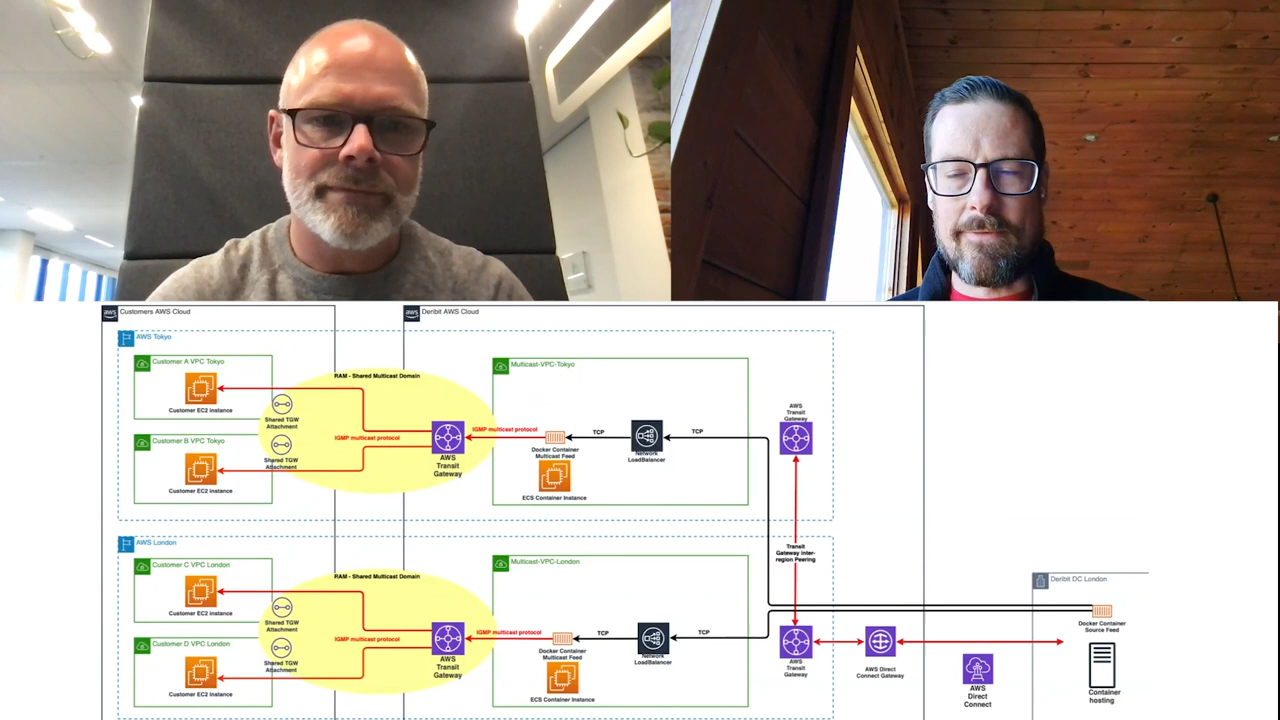 aws Customers AWS Cloud
aws Deribit AWS Cloud
AWS Tokyo
Customer A VPC Tokyo
Customer EC2 instance
Shared TGW
Attachment
Customer B VPC Tokyo
Customer EC2 instance
Shared TGW
Attachment
RAM - Shared Multicast Domain
IGMP multicast protocol
AWS
Transit
Gateway
IGMP multicast protocol
Multicast-VPC-Tokyo
Docker Container
Multicast Feed
ECS Container Instance
TCP
Network
LoadBalancer
TCP
AWS
Transit
Gateway
Transit
Gateway inter-
region Peering
AWS London
Customer C VPC London
Customer EC2 instance
Shared TGW
Attachment
Customer D VPC London
Customer EC2 instance
Shared TGW
Attachment
RAM - Shared Multicast Domain
IGMP multicast protocol
AWS
Transit
Gateway
IGMP multicast protocol
Multicast-VPC-London
Docker Container
Multicast Feed
ECS Container Instance
TCP
Network
LoadBalancer
TCP
AWS
Transit
Gateway
AWS Direct
Connect Gateway
AWS
Direct
Connect
Deribit DC London
Docker Container
Source Feed
Container
hosting